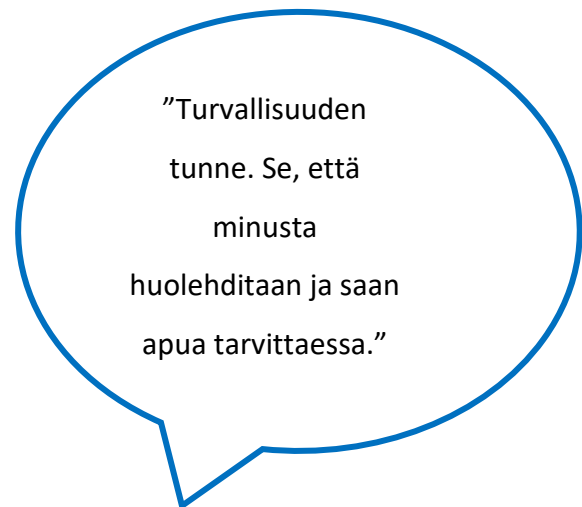 ”Turvallisuuden
tunne. Se, että
minusta
huolehditaan ja saan
apua tarvittaessa.”